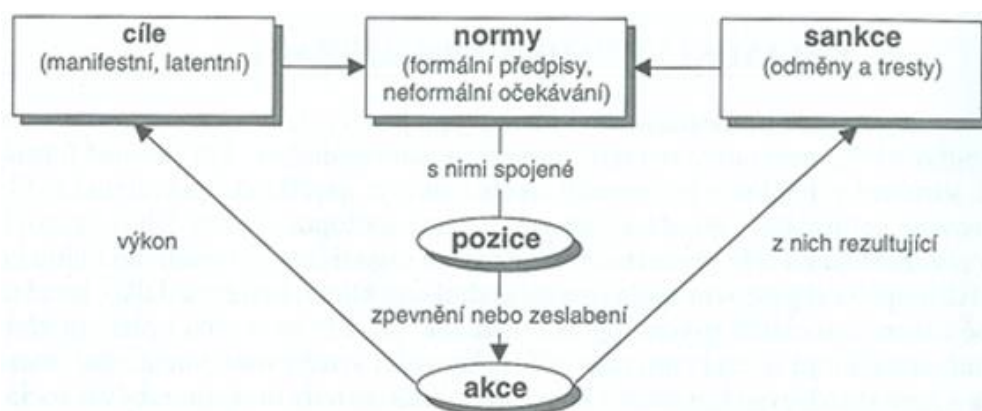 cíle
(manifestní, latentní)
normy
(formální předpisy,
neformální očekávání)
sankce
(odměny a tresty)
s nimi spojené
výkon
pozice
z nich rezultující
zpevnění nebo zeslabení
akce